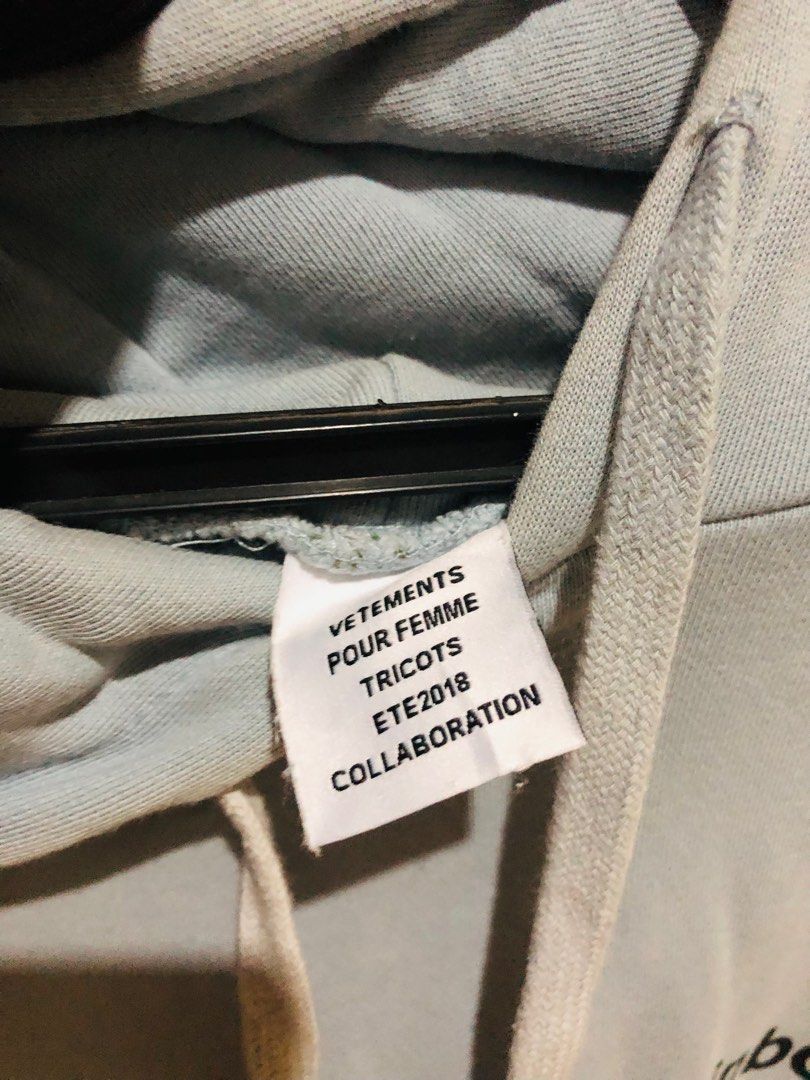 VETEMENTS
POUR FEMME
TRICOTS
ETE2018
COLLABORATION